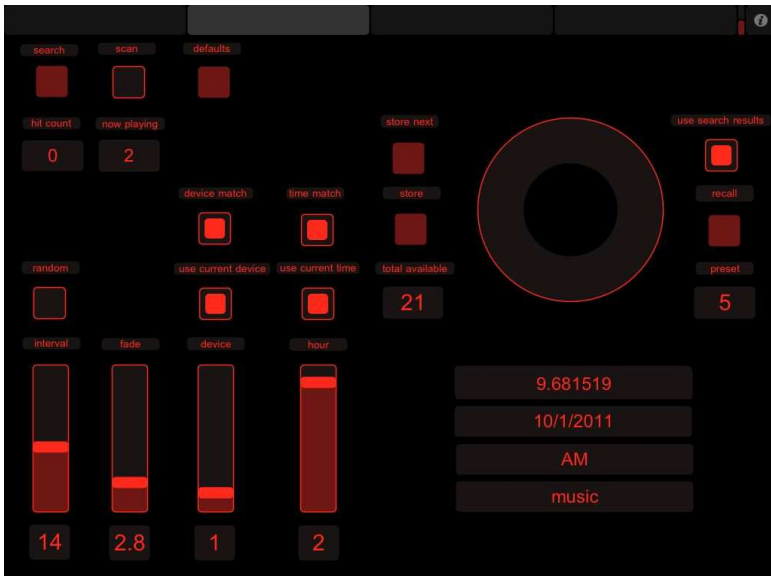 search scan defaults
hit count now playing store next use search results
0 2
device match time match store recall
random use current device use current time total available preset
21 5
interval fade device hour
9.681519
10/1/2011
AM
music
14 2.8 1 2